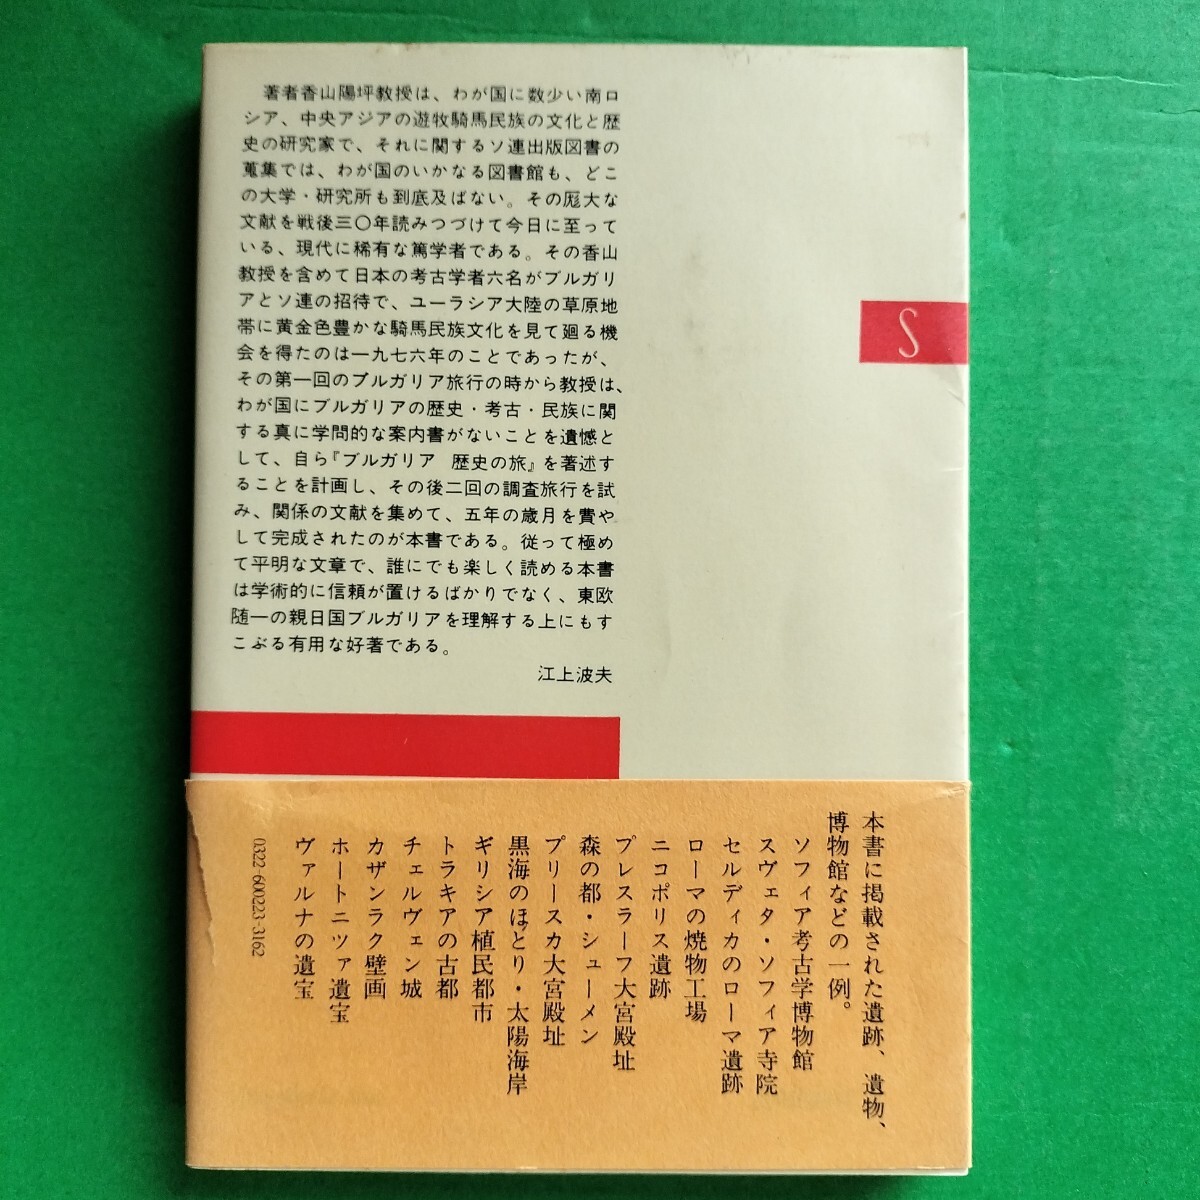 著者香山陽坪教授は、わが国に数少い南ロ
シア、中央アジアの遊牧騎馬民族の文化と歴
史の研究家で、それに関するソ連出版図書の
蒐集では、わが国のいかなる図書館も、どこ
の大学・研究所も到底及ばない。その厖大な
文献を戦後三〇年読みつづけて今日に至って
いる、現代に稀有な篤学者である。その香山
教授を含めて日本の考古学者六名がブルガリ
アとソ連の招待で、ユーラシア大陸の草原地
帯に黄金色豊かな騎馬民族文化を見て廻る機
会を得たのは一九七六年のことであったが、
その第一回のブルガリア旅行の時から教授は、
わが国にブルガリアの歴史・考古・民族に関
する真に学問的な案内書がないことを遺憾と
して、自ら『ブルガリア 歴史の旅』を著述す
ることを計画し、その後二回の調査旅行を試
み、関係の文献を集めて、五年の歳月を費や
して完成されたのが本書である。従って極め
て平明な文章で、誰にでも楽しく読める本書
は学術的に信頼が置けるばかりでなく、東欧
随一の親日国ブルガリアを理解する上にもす
こぶる有用な好著である。
江上波夫
S
本書に掲載された遺跡、遺物、
博物館などの一例。
ソフィア考古学博物館
スヴェタ・ソフィア寺院
セルディカのローマ遺跡
ローマの焼物工場
ニコポリス遺跡
プレスラーフ大宮殿址
森の都・シューメン
プリースカ大宮殿址
黒海のほとり・太陽海岸
ギリシア植民都市
トラキアの古都
チェルヴェン城
カザンラク壁画
ホートニツァ遺宝
ヴァルナの遺宝
0322-600223-3162